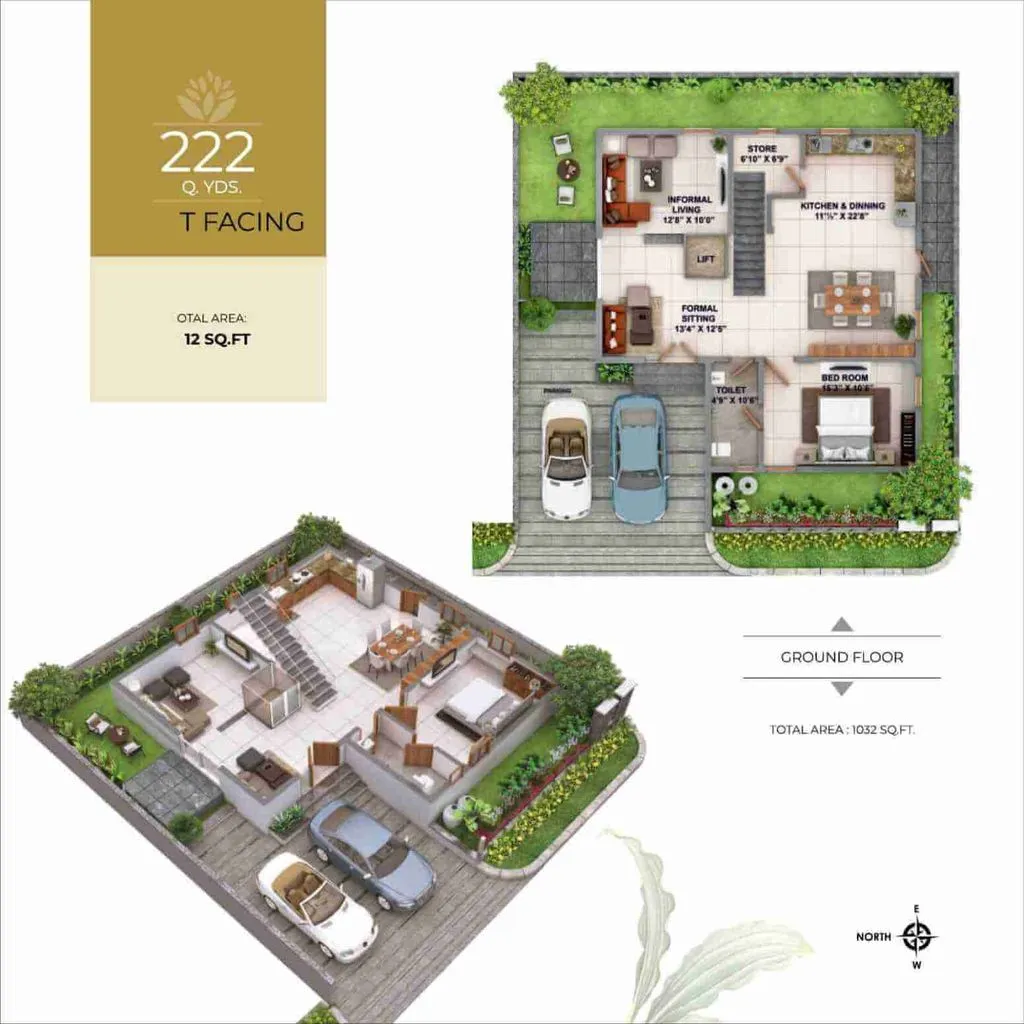 222
Q. YDS.
T FACING
OTAL AREA:
12 SQ.FT
STORE
6'10" X 6'9"
INFORMAL
LIVING
12'8" X 10'0"
KITCHEN & DINNING
11'½" X 22'8"
LIFT
FORMAL
SITTING
13'4" X 12'5"
BED ROOM
15'3" X 10'6"
TOILET
4'9" X 10'6"
PARKING
GROUND FLOOR
TOTAL AREA : 1032 SQ.FT.
E
NORTH
W